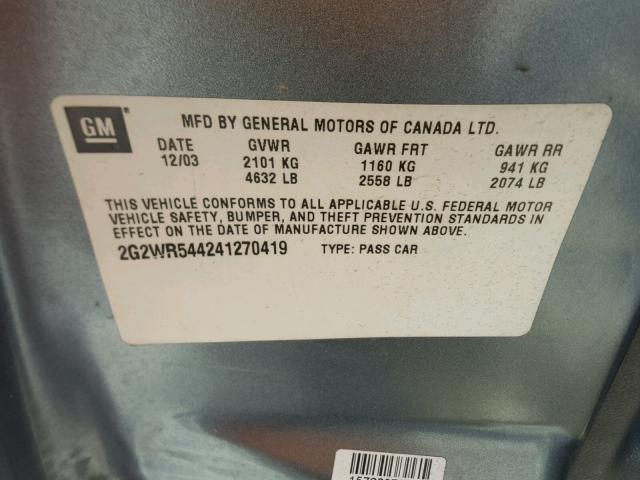 GM
MFD BY GENERAL MOTORS OF CANADA LTD.
DATE GVWR GAWR FRT GAWR RR
12/03 2101 KG 1160 KG 941 KG
4632 LB 2558 LB 2074 LB
THIS VEHICLE CONFORMS TO ALL APPLICABLE U.S. FEDERAL MOTOR
VEHICLE SAFETY, BUMPER, AND THEFT PREVENTION STANDARDS IN
EFFECT ON THE DATE OF MANUFACTURE SHOWN ABOVE.
2G2WR544241270419 TYPE: PASS CAR